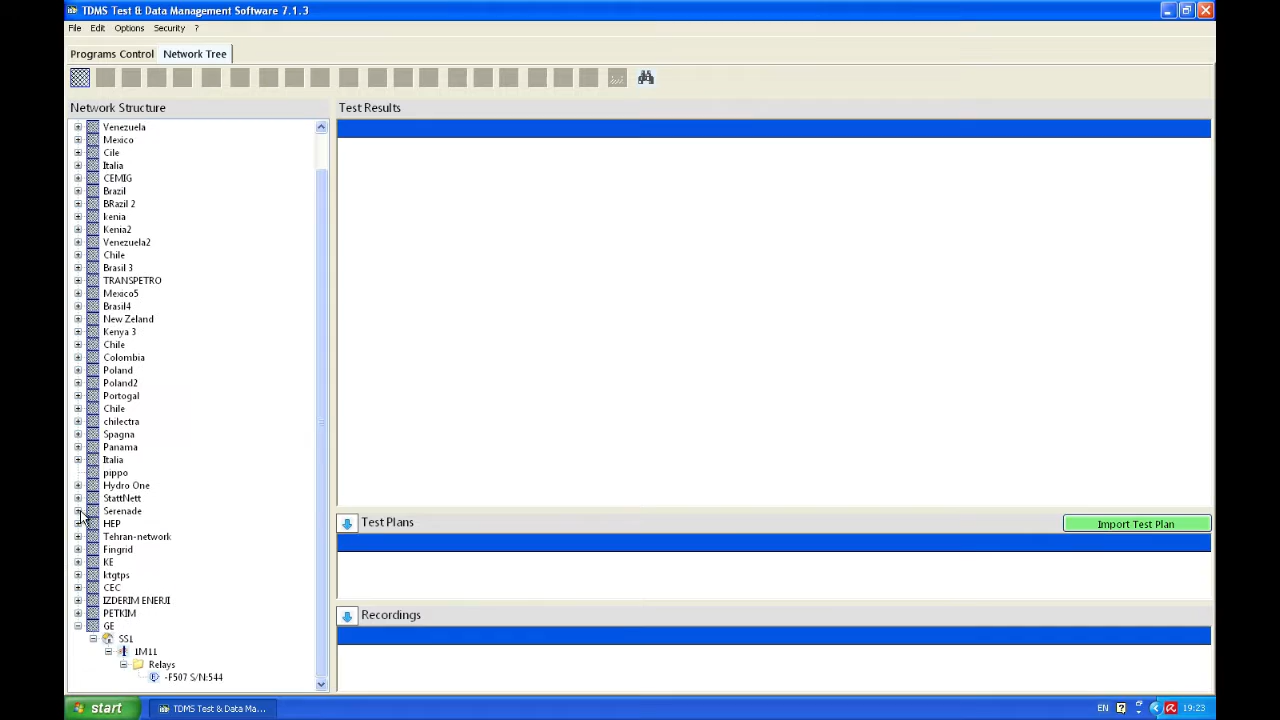 TDMS Test & Data Management Software 7.1.3
File Edit Options Security ?
Programs Control Network Tree
Network Structure
Venezuela
Mexico
Cile
Italia
CEMIG
Brazil
BRazil 2
kenia
Kenia2
Venezuela2
Chile
Brasil 3
TRANSPETRO
Mexico5
Brasil4
New Zeland
Kenya 3
Chile
Colombia
Poland
Poland2
Portogal
Chile
chilectra
Spagna
Panama
Italia
pippo
Hydro One
StattNett
Serenade
HEP
Tehran-network
Fingrid
KE
ktgtps
CEC
IZDERIM ENERJI
PETKIM
GE
SS1
1M11
Relays
-F507 S/N:544
Test Results
Test Plans
Import Test Plan
Recordings
start TDMS Test & Data Ma... EN 19:23